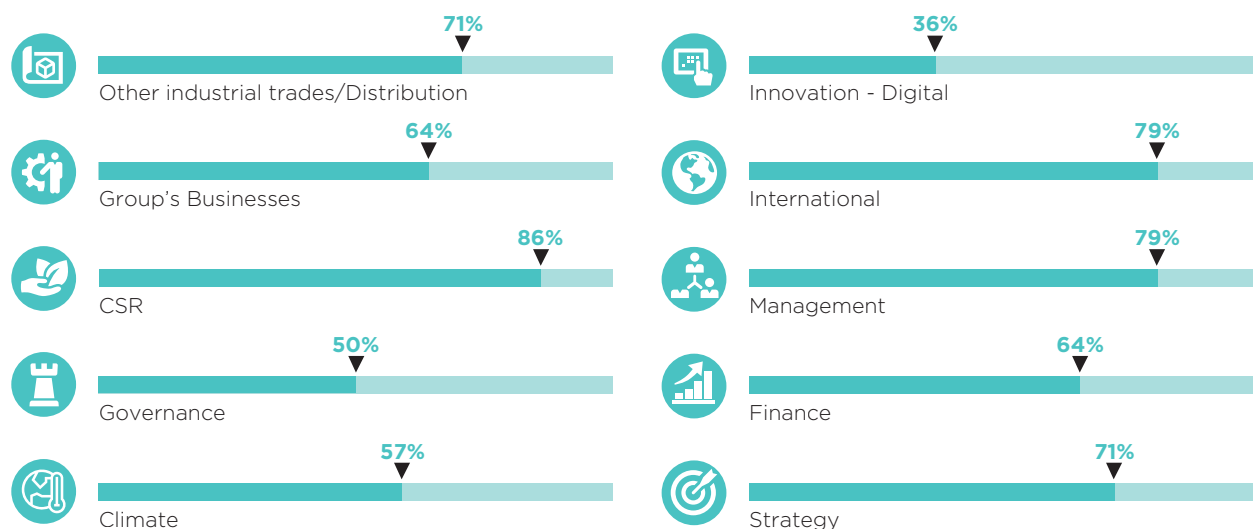 71%
Other industrial trades/Distribution
64%
Group's Businesses
86%
CSR
50%
Governance
57%
Climate
36%
Innovation - Digital
79%
International
79%
Management
64%
Finance
71%
Strategy